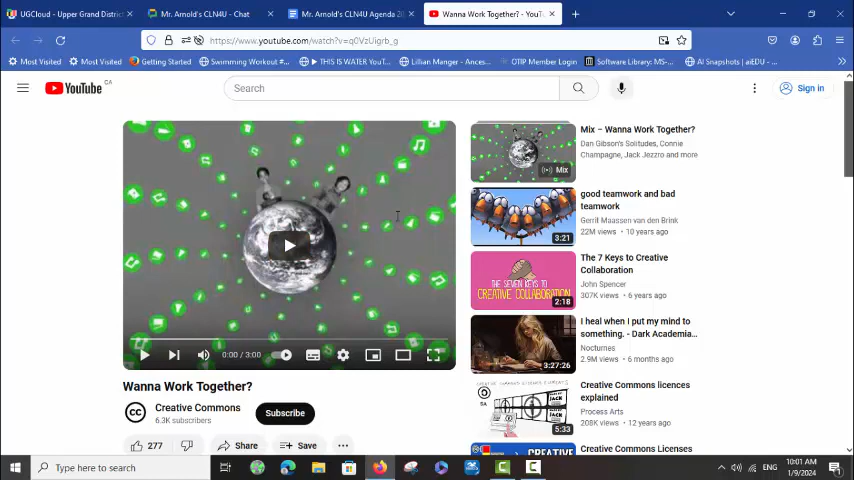 UGCloud - Upper Grand District
Mr. Arnold's CLN4U - Chat
Mr. Arnold's CLN4U Agenda 20
Wanna Work Together? - YouT
https://www.youtube.com/watch?v=q0VzUigrb_g
Most Visited
Most Visited
Getting Started
Swimming Workout #...
▶ THIS IS WATER YouT...
Lillian Manger - Ances...
OTIP Member Login
Software Library: MS-...
AI Snapshots | aiEDU -...
YouTube CA
Search
Sign in
Mix – Wanna Work Together?
Dan Gibson's Solitudes, Connie
Champagne, Jack Jezzro and more
Mix
good teamwork and bad
teamwork
Gerrit Maassen van den Brink
22M views • 10 years ago
3:21
The 7 Keys to Creative
Collaboration
John Spencer
307K views • 6 years ago
THE SEVEN KEYS TO
CREATIVE COLLABORATION
2:18
I heal when I put my mind to
something. - Dark Academia...
Nocturnes
2.9M views • 6 months ago
3:27:26
0:00 / 3:00
Wanna Work Together?
Creative Commons
6.3K subscribers
Subscribe
Creative Commons licences
explained
Process Arts
208K views • 12 years ago
SA
5:33
277
Share
Save
CREATIVE
Creative Commons Licenses
Type here to search
ENG
10:01 AM
1/9/2024